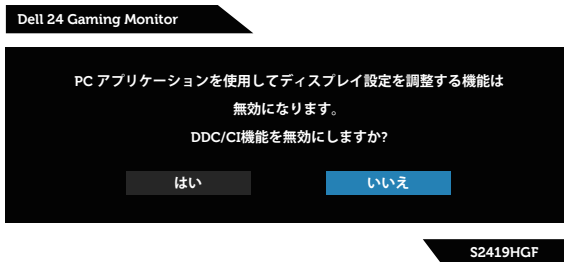 Dell 24 Gaming Monitor
PC アプリケーションを使用してディスプレイ設定を調整する機能は
無効になります。
DDC/CI機能を無効にしますか?
はい
いいえ
S2419HGF